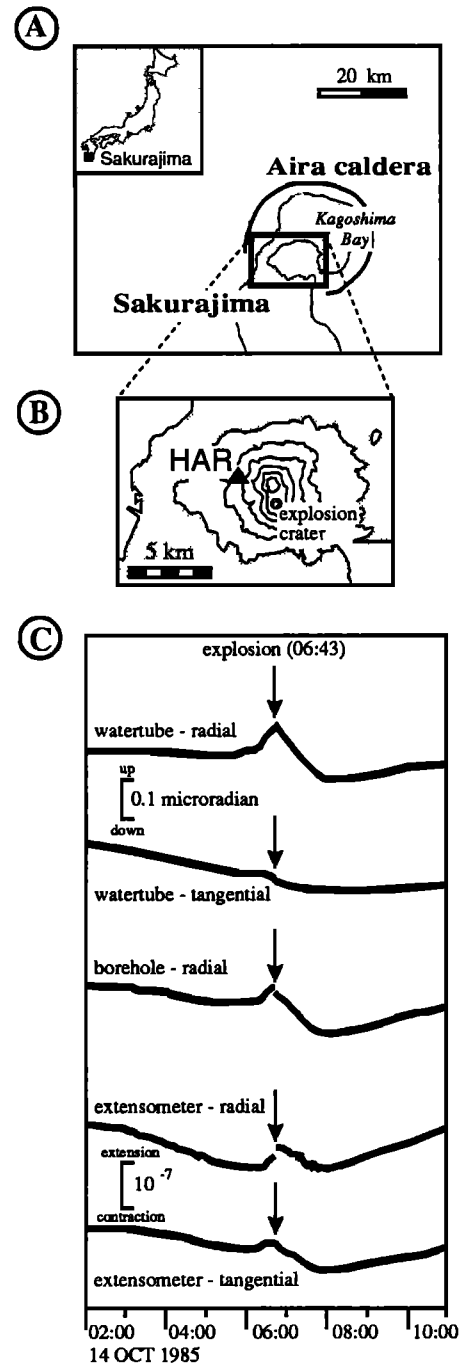 A
20 km
Sakurajima
Aira caldera
Kagoshima
Bay
Sakurajima
B
HAR
explosion
crater
5 km
C
explosion (06:43)
watertube - radial
up
0.1 microradian
down
watertube - tangential
borehole - radial
extensometer - radial
extension
10 -7
contraction
extensometer - tangential
02:00 04:00 06:00 08:00 10:00
14 OCT 1985